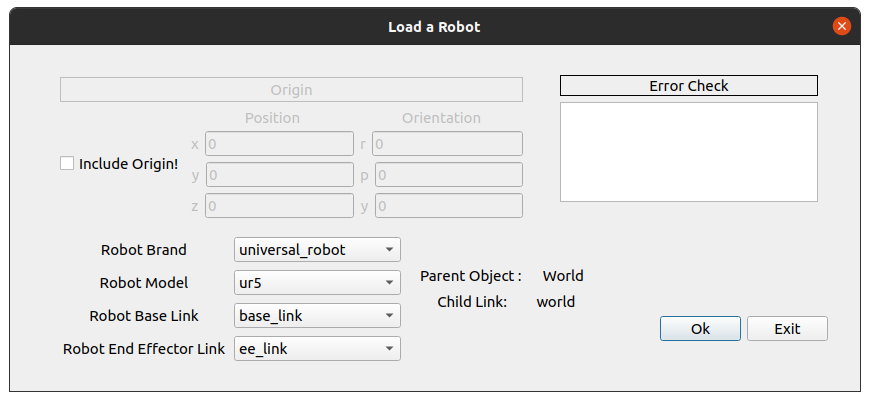 Load a Robot
Origin
Error Check
Position Orientation
x 0 r 0
Include Origin!
y 0 p 0
z 0 y 0
Robot Brand universal_robot
Robot Model ur5
Parent Object : World
Child Link: world
Robot Base Link base_link
Ok Exit
Robot End Effector Link ee_link